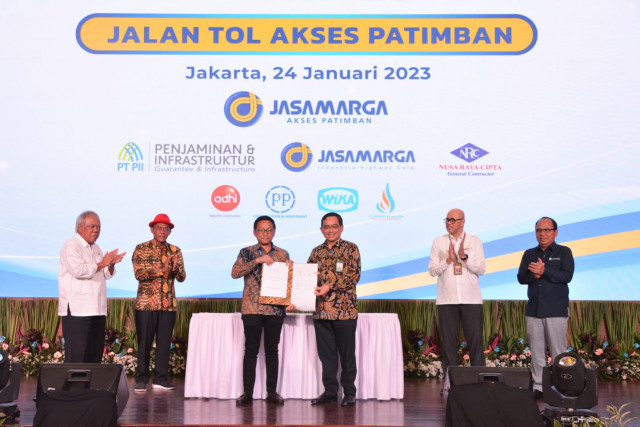 JALAN TOL AKSES PATIMBAN
Jakarta, 24 Januari 2023
JASAMARGA
AKSES PATIMBAN
PT PII
PENJAMINAN &
INFRASTRUKTUR
Guarantee & Infrastructure
JASAMARGA
Indonesia Highway Corp
NRC
NUSA RAYA CIPTA
General Contractor
adhi
PP
WIKA